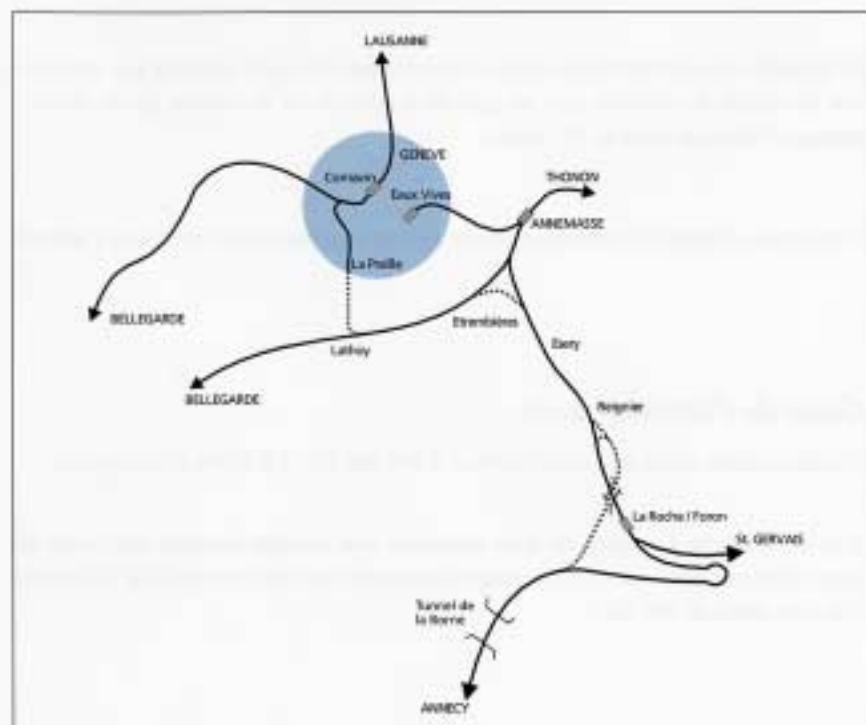 LAUSANNE
GENEVE
Cornavin
Eaux Vives
THONON
ANNEMASSE
La Praille
BELLEGARDE
Etrembières
Lathoy
Esery
BELLEGARDE
Reignier
La Roche / Foron
St. GERVAIS
Tunnel de
la Borne
ANNECY